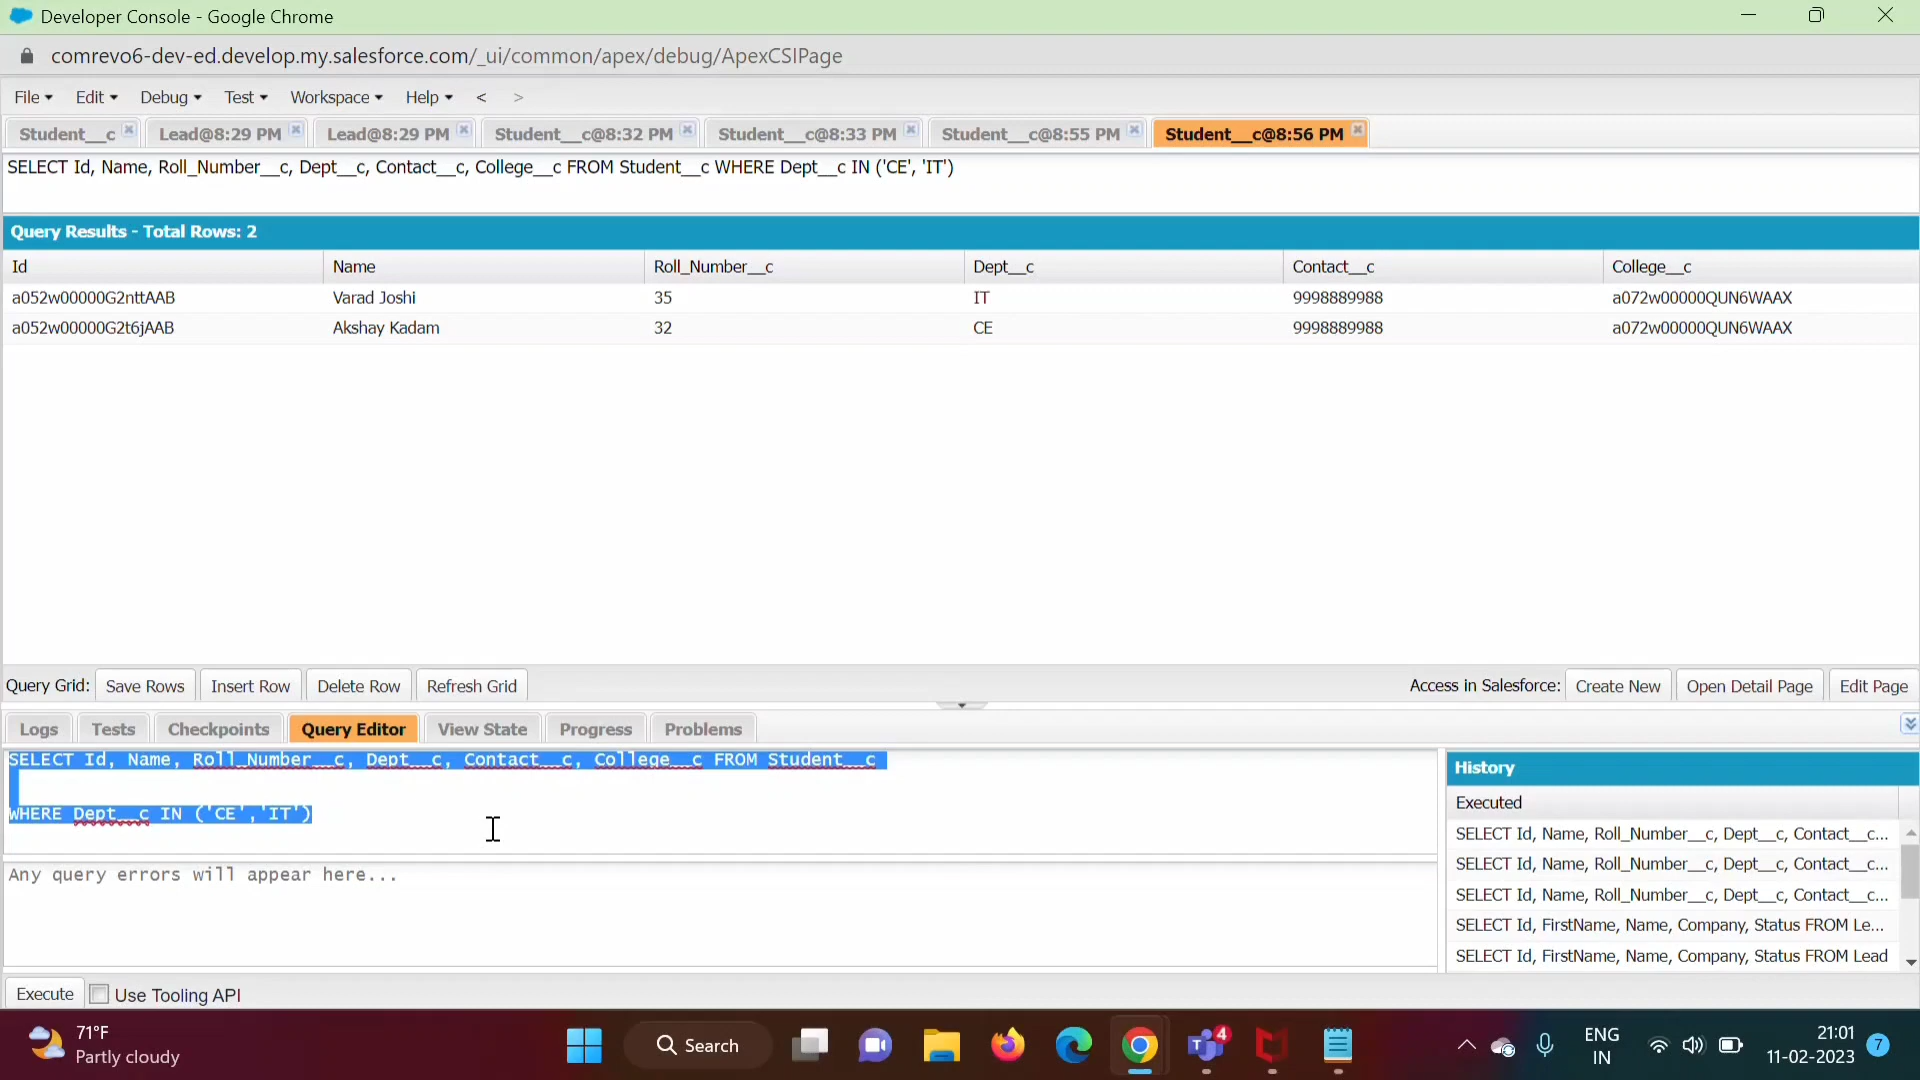 Developer Console - Google Chrome
comrevo6-dev-ed.develop.my.salesforce.com/_ui/common/apex/debug/ApexCSIPage
File Edit Debug Test Workspace Help < >
Student__c Lead@8:29 PM Lead@8:29 PM Student__c@8:32 PM Student__c@8:33 PM Student__c@8:55 PM Student__c@8:56 PM
SELECT Id, Name, Roll_Number__c, Dept__c, Contact__c, College__c FROM Student__c WHERE Dept__c IN ('CE', 'IT')
Query Results - Total Rows: 2
Id Name Roll_Number__c Dept__c Contact__c College__c
a052w00000G2nttAAB Varad Joshi 35 IT 9998889988 a072w00000QUN6WAAX
a052w00000G2t6jAAB Akshay Kadam 32 CE 9998889988 a072w00000QUN6WAAX
Query Grid: Save Rows Insert Row Delete Row Refresh Grid Access in Salesforce: Create New Open Detail Page Edit Page
Logs Tests Checkpoints Query Editor View State Progress Problems
SELECT Id, Name, Roll_Number__c, Dept__c, Contact__c, College__c FROM Student__c
WHERE Dept__c IN ('CE','IT')
Any query errors will appear here...
History
Executed
SELECT Id, Name, Roll_Number__c, Dept__c, Contact__c...
SELECT Id, Name, Roll_Number__c, Dept__c, Contact__c...
SELECT Id, Name, Roll_Number__c, Dept__c, Contact__c...
SELECT Id, FirstName, Name, Company, Status FROM Le...
SELECT Id, FirstName, Name, Company, Status FROM Lead
Execute Use Tooling API
71°F
Partly cloudy
Search
4
ENG
IN
21:01
11-02-2023
7